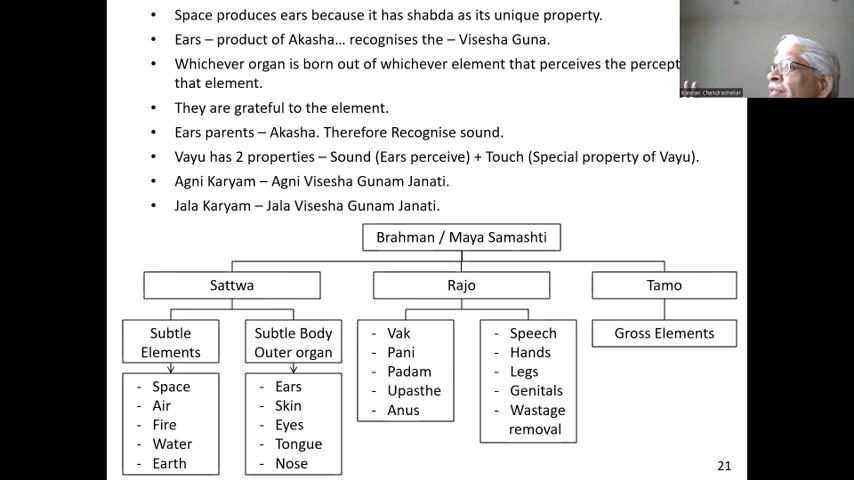 • Space produces ears because it has shabda as its unique property.
• Ears – product of Akasha… recognises the – Visesha Guna.
• Whichever organ is born out of whichever element that perceives the percept
that element.
• They are grateful to the element.
• Ears parents – Akasha. Therefore Recognise sound.
• Vayu has 2 properties – Sound (Ears perceive) + Touch (Special property of Vayu).
• Agni Karyam – Agni Visesha Gunam Janati.
• Jala Karyam – Jala Visesha Gunam Janati.
Brahman / Maya Samashti
Sattwa
Rajo
Tamo
Subtle
Elements
Subtle Body
Outer organ
- Vak
- Pani
- Padam
- Upasthe
- Anus
- Speech
- Hands
- Legs
- Genitals
- Wastage
removal
Gross Elements
- Space
- Air
- Fire
- Water
- Earth
- Ears
- Skin
- Eyes
- Tongue
- Nose
21
Chandrashekar